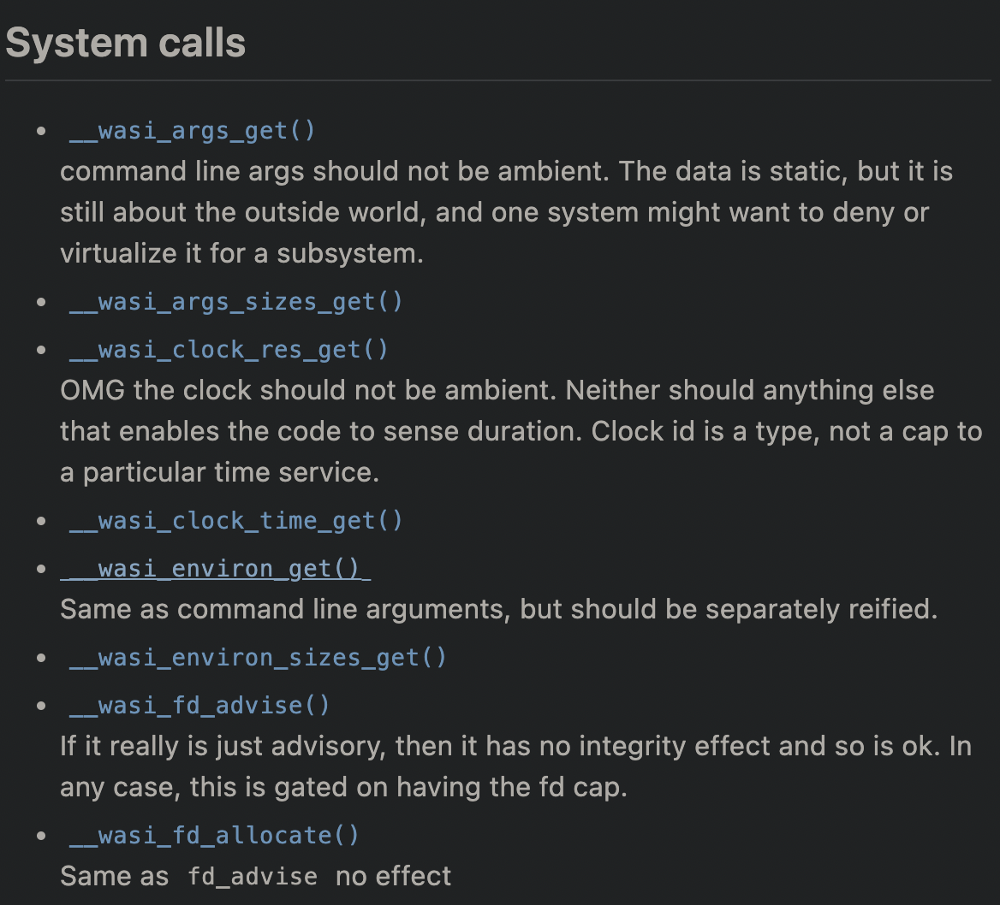 System calls
• __wasi_args_get()
command line args should not be ambient. The data is static, but it is
still about the outside world, and one system might want to deny or
virtualize it for a subsystem.
• __wasi_args_sizes_get()
• __wasi_clock_res_get()
OMG the clock should not be ambient. Neither should anything else
that enables the code to sense duration. Clock id is a type, not a cap to
a particular time service.
• __wasi_clock_time_get()
• __wasi_environ_get()
Same as command line arguments, but should be separately reified.
• __wasi_environ_sizes_get()
• __wasi_fd_advise()
If it really is just advisory, then it has no integrity effect and so is ok. In
any case, this is gated on having the fd cap.
• __wasi_fd_allocate()
Same as fd_advise no effect